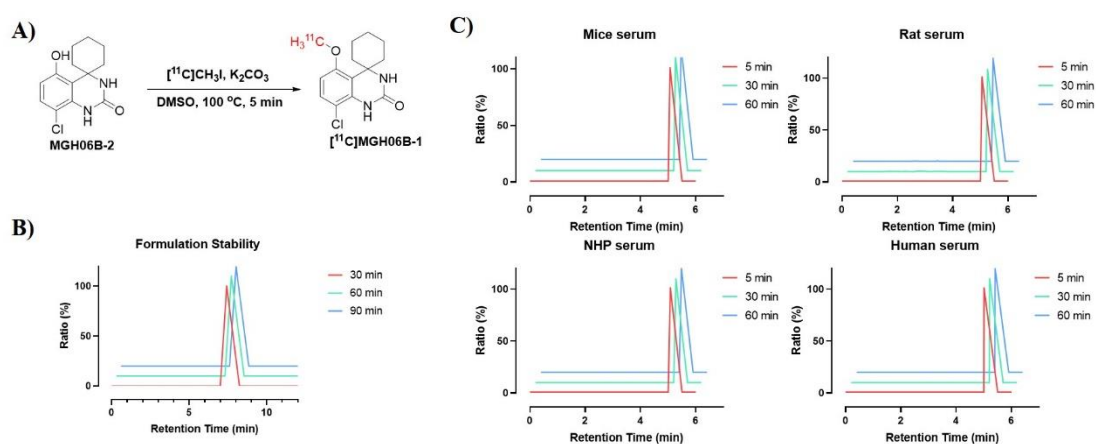 A)
OH
NH
N
H
O
Cl
MGH06B-2
[¹¹C]CH₃I, K₂CO₃
DMSO, 100 °C, 5 min
H₃¹¹C
O
NH
N
H
O
Cl
[¹¹C]MGH06B-1
B)
Formulation Stability
Ratio (%)
100
50
0
0
5
10
Retention Time (min)
30 min
60 min
90 min
C)
Mice serum
Ratio (%)
100
50
0
0
2
4
6
Retention Time (min)
5 min
30 min
60 min
Rat serum
Ratio (%)
100
50
0
0
2
4
6
Retention Time (min)
5 min
30 min
60 min
NHP serum
Ratio (%)
100
50
0
0
2
4
6
Retention Time (min)
5 min
30 min
60 min
Human serum
Ratio (%)
100
50
0
0
2
4
6
Retention Time (min)
5 min
30 min
60 min